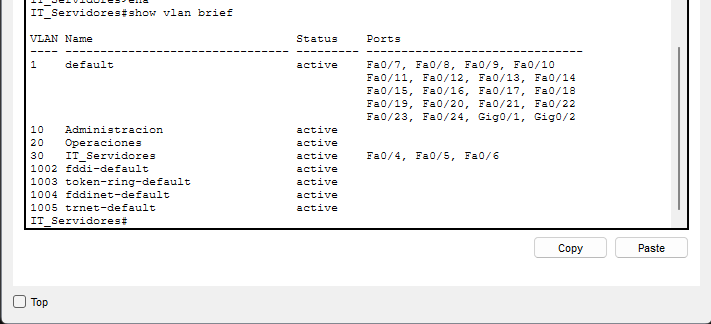 IT_Servidores>ena
IT_Servidores#show vlan brief
VLAN Name                             Status    Ports
---- -------------------------------- --------- -------------------------------
1    default                          active    Fa0/7, Fa0/8, Fa0/9, Fa0/10
                                                Fa0/11, Fa0/12, Fa0/13, Fa0/14
                                                Fa0/15, Fa0/16, Fa0/17, Fa0/18
                                                Fa0/19, Fa0/20, Fa0/21, Fa0/22
                                                Fa0/23, Fa0/24, Gig0/1, Gig0/2
10   Administracion                   active
20   Operaciones                      active
30   IT_Servidores                    active    Fa0/4, Fa0/5, Fa0/6
1002 fddi-default                     active
1003 token-ring-default               active
1004 fddinet-default                  active
1005 trnet-default                    active
IT_Servidores#
Copy Paste
Top